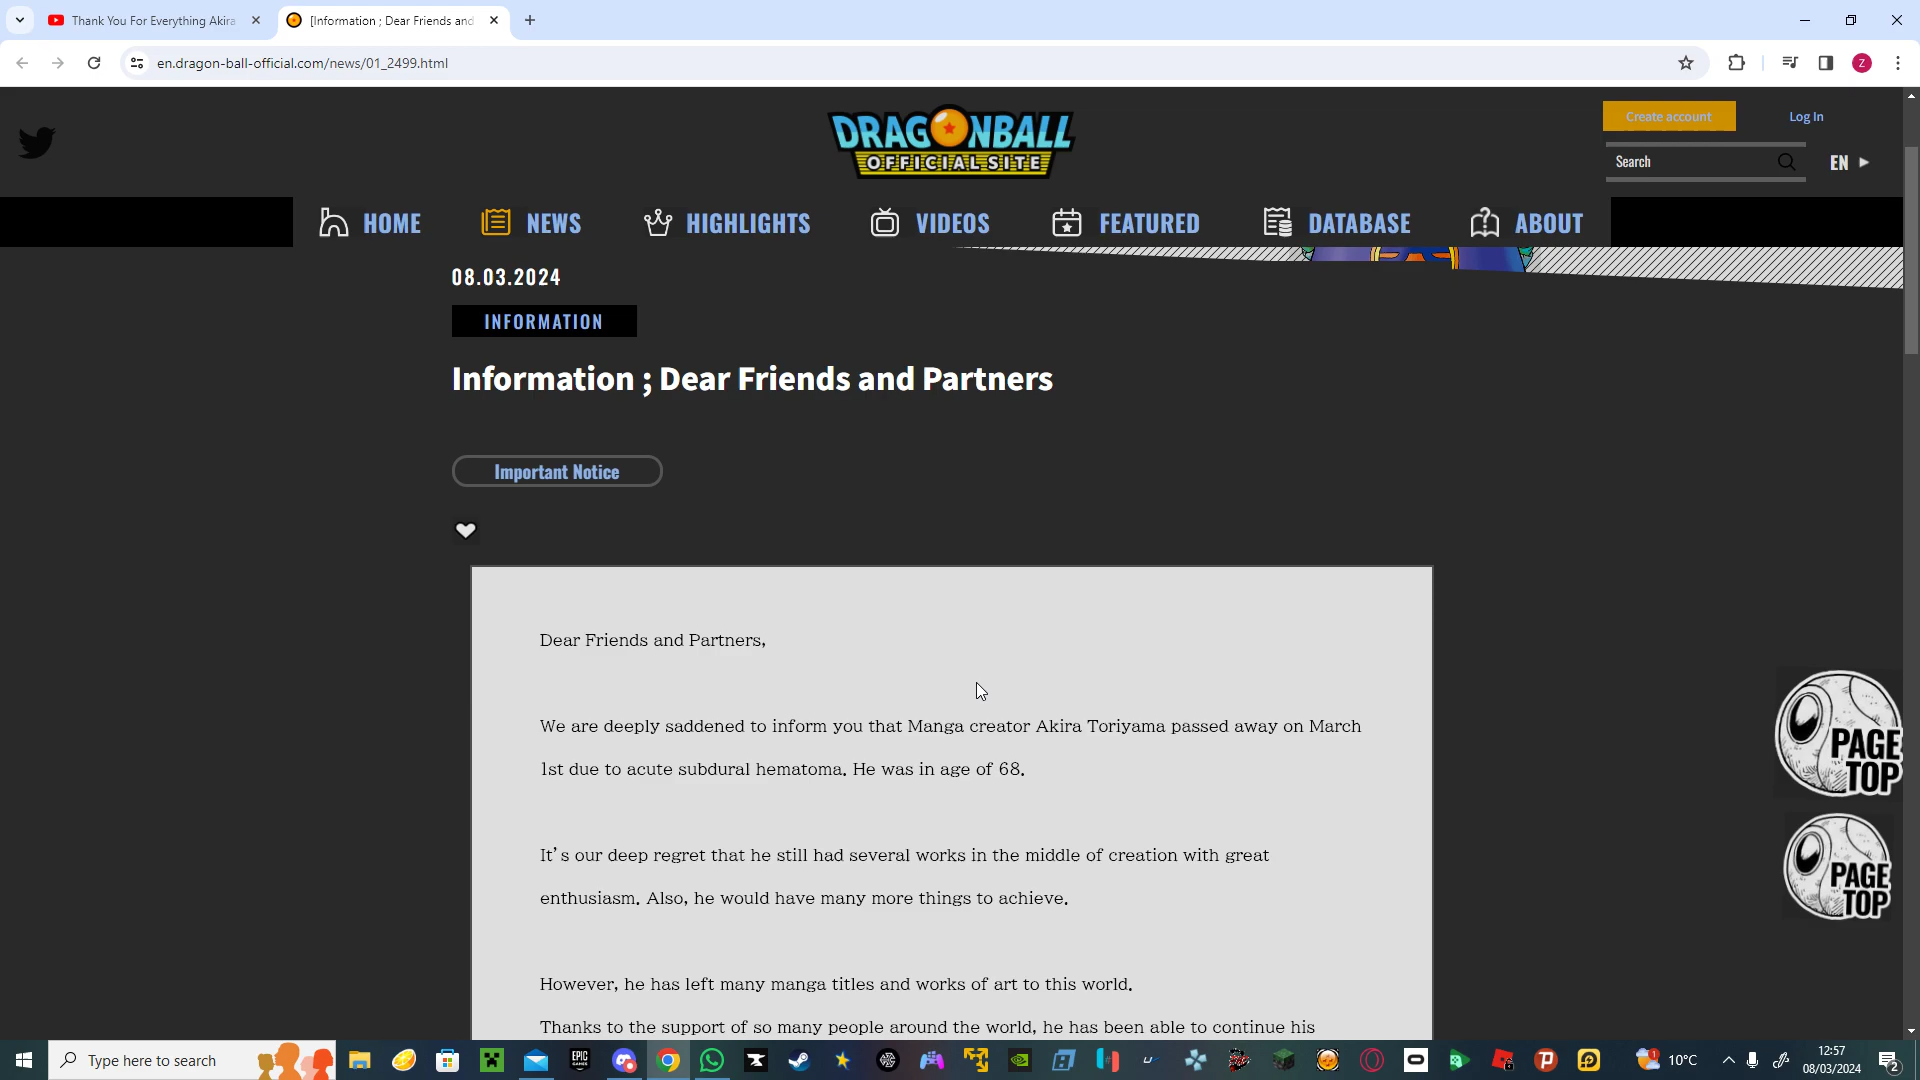 Thank You For Everything Akira
[Information ; Dear Friends and
en.dragon-ball-official.com/news/01_2499.html
Z
DRAGONBALL
OFFICIAL SITE
Create account
Log In
Search
EN
HOME
NEWS
HIGHLIGHTS
VIDEOS
FEATURED
DATABASE
ABOUT
08.03.2024
INFORMATION
Information ; Dear Friends and Partners
Important Notice
Dear Friends and Partners,
We are deeply saddened to inform you that Manga creator Akira Toriyama passed away on March
1st due to acute subdural hematoma. He was in age of 68.
It's our deep regret that he still had several works in the middle of creation with great
enthusiasm. Also, he would have many more things to achieve.
However, he has left many manga titles and works of art to this world.
Thanks to the support of so many people around the world, he has been able to continue his
PAGE
TOP
PAGE
TOP
Type here to search
EPIC
GAMES
1
10°C
12:57
08/03/2024
2